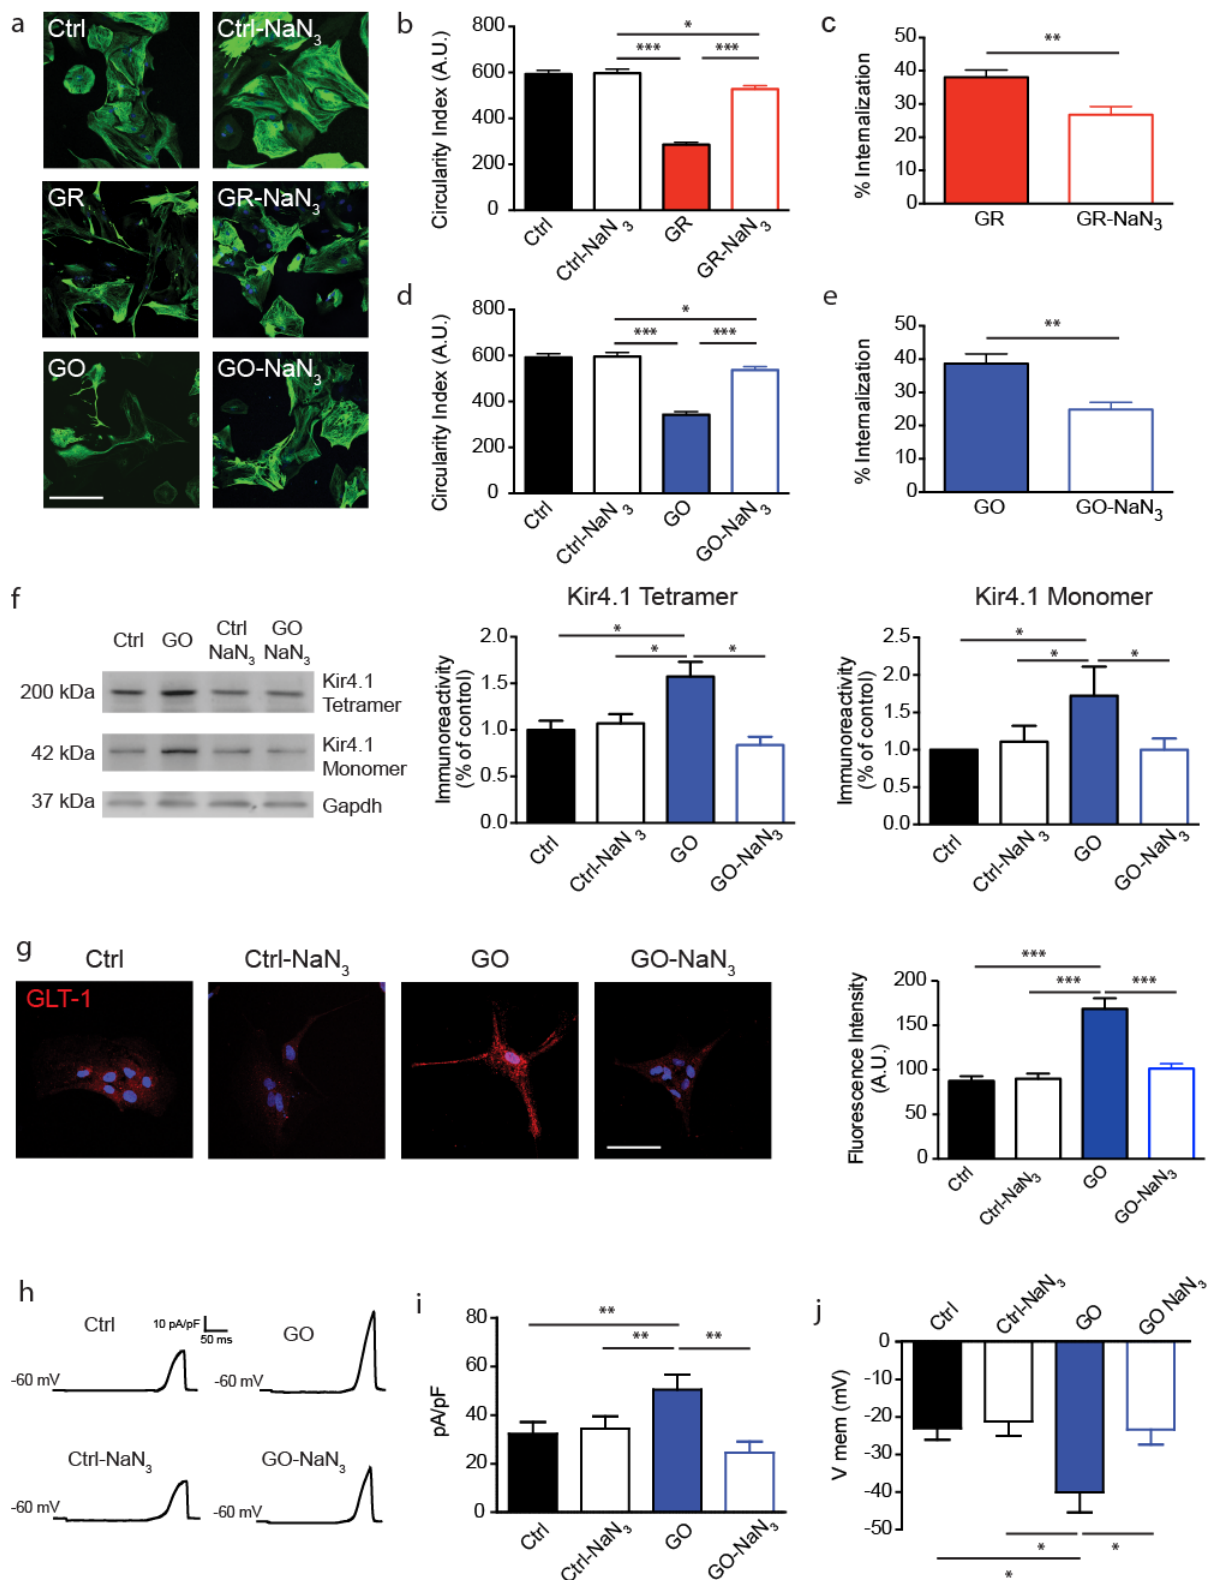 a
Ctrl
Ctrl-NaN3
GR
GR-NaN3
GO
GO-NaN3
b
Circularity Index (A.U.)
800
600
400
200
0
*
***
***
Ctrl
Ctrl-NaN3
GR
GR-NaN3
c
% Internalization
50
40
30
20
10
0
**
GR
GR-NaN3
d
Circularity Index (A.U.)
800
600
400
200
0
*
***
***
Ctrl
Ctrl-NaN3
GO
GO-NaN3
e
% Internalization
50
40
30
20
10
0
**
GO
GO-NaN3
f
Ctrl
GO
Ctrl
NaN3
GO
NaN3
200 kDa
Kir4.1
Tetramer
42 kDa
Kir4.1
Monomer
37 kDa
Gapdh
Kir4.1 Tetramer
Immunoreactivity
(% of control)
2.0
1.5
1.0
0.5
0.0
*
*
*
Ctrl
Ctrl-NaN3
GO
GO-NaN3
Kir4.1 Monomer
Immunoreactivity
(% of control)
2.5
2.0
1.5
1.0
0.5
0.0
*
*
*
Ctrl
Ctrl-NaN3
GO
GO-NaN3
g
Ctrl
Ctrl-NaN3
GO
GO-NaN3
GLT-1
Fluorescence Intensity
(A.U.)
200
150
100
50
0
***
***
***
Ctrl
Ctrl-NaN3
GO
GO-NaN3
h
Ctrl
10 pA/pF
50 ms
GO
-60 mV
-60 mV
Ctrl-NaN3
GO-NaN3
-60 mV
-60 mV
i
pA/pF
80
60
40
20
0
**
**
**
Ctrl
Ctrl-NaN3
GO
GO-NaN3
j
Ctrl
Ctrl-NaN3
GO
GO NaN3
V mem (mV)
0
-10
-20
-30
-40
-50
*
*
*